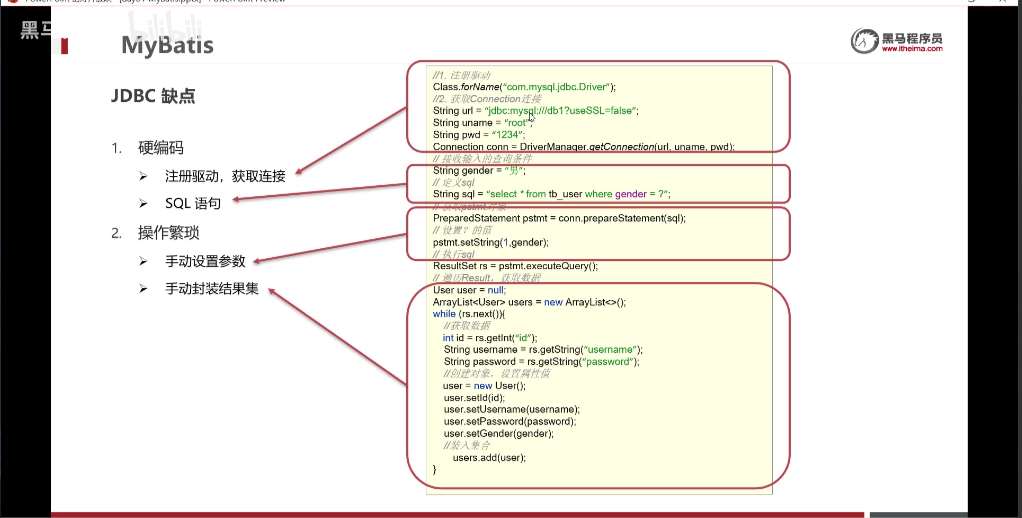 黑马
bilibili
MyBatis
黑马程序员
www.itheima.com
JDBC 缺点
1. 硬编码
➢ 注册驱动，获取连接
➢ SQL 语句
2. 操作繁琐
➢ 手动设置参数
➢ 手动封装结果集
//1. 注册驱动
Class.forName("com.mysql.jdbc.Driver");
//2. 获取Connection连接
String url = "jdbc:mysql:///db1?useSSL=false";
String uname = "root";
String pwd = "1234";
Connection conn = DriverManager.getConnection(url, uname, pwd);
// 接收输入的查询条件
String gender = "男";
// 定义sql
String sql = "select * from tb_user where gender = ?";
// 获取pstmt对象
PreparedStatement pstmt = conn.prepareStatement(sql);
// 设置？的值
pstmt.setString(1,gender);
// 执行sql
ResultSet rs = pstmt.executeQuery();
// 遍历Result，获取数据
User user = null;
ArrayList<User> users = new ArrayList<>();
while (rs.next()){
//获取数据
int id = rs.getInt("id");
String username = rs.getString("username");
String password = rs.getString("password");
//创建对象，设置属性值
user = new User();
user.setId(id);
user.setUsername(username);
user.setPassword(password);
user.setGender(gender);
//装入集合
users.add(user);
}